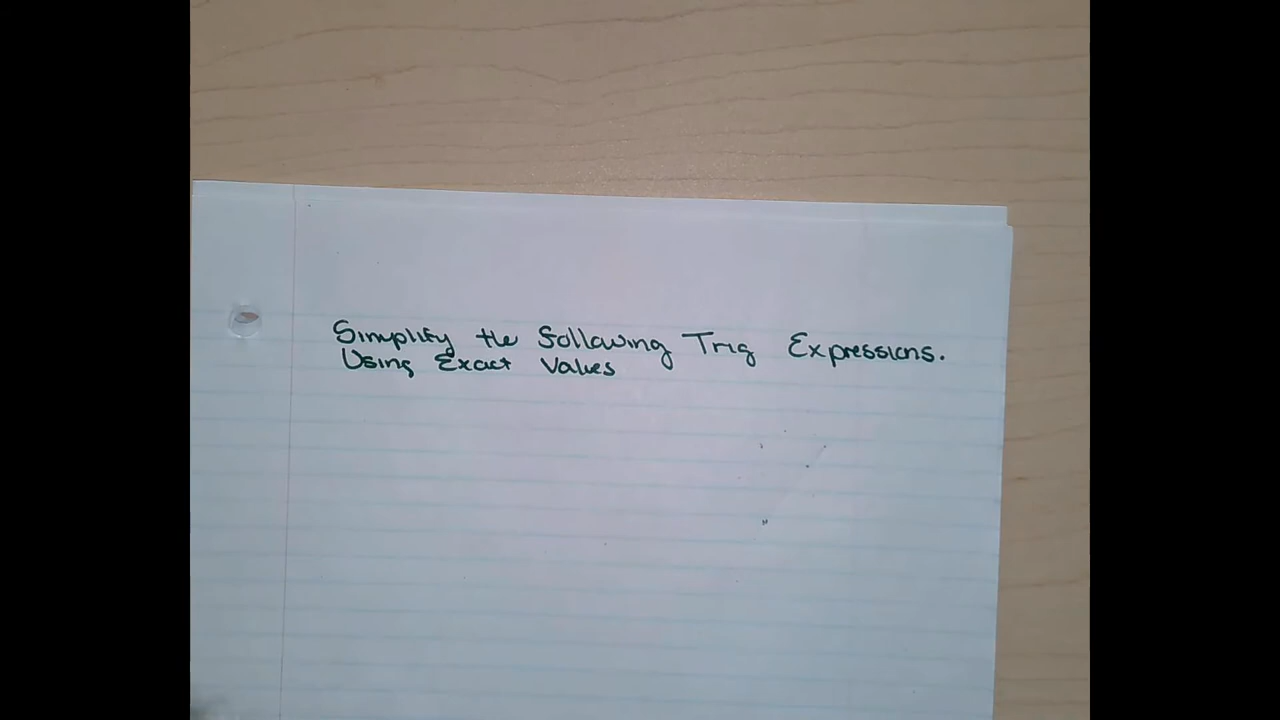 Simplify the following Trig Expressions.
Using Exact Values